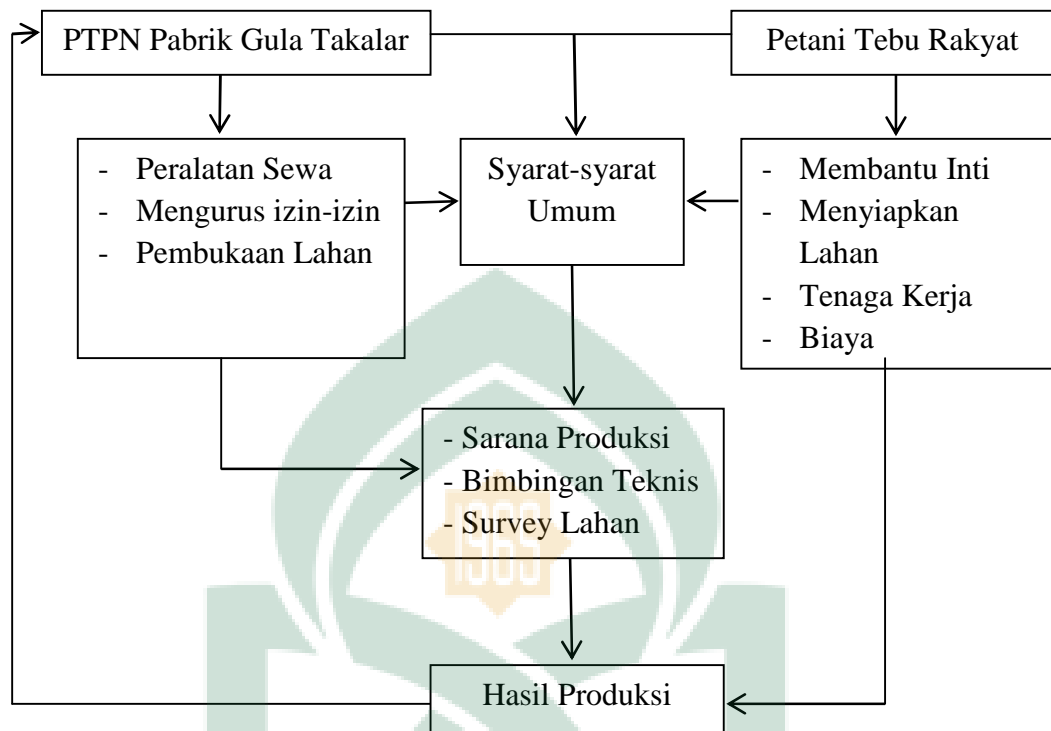 PTPN Pabrik Gula Takalar
Petani Tebu Rakyat
- Peralatan Sewa
- Mengurus izin-izin
- Pembukaan Lahan
Syarat-syarat
Umum
- Membantu Inti
- Menyiapkan
Lahan
- Tenaga Kerja
- Biaya
- Sarana Produksi
- Bimbingan Teknis
- Survey Lahan
1969
Hasil Produksi